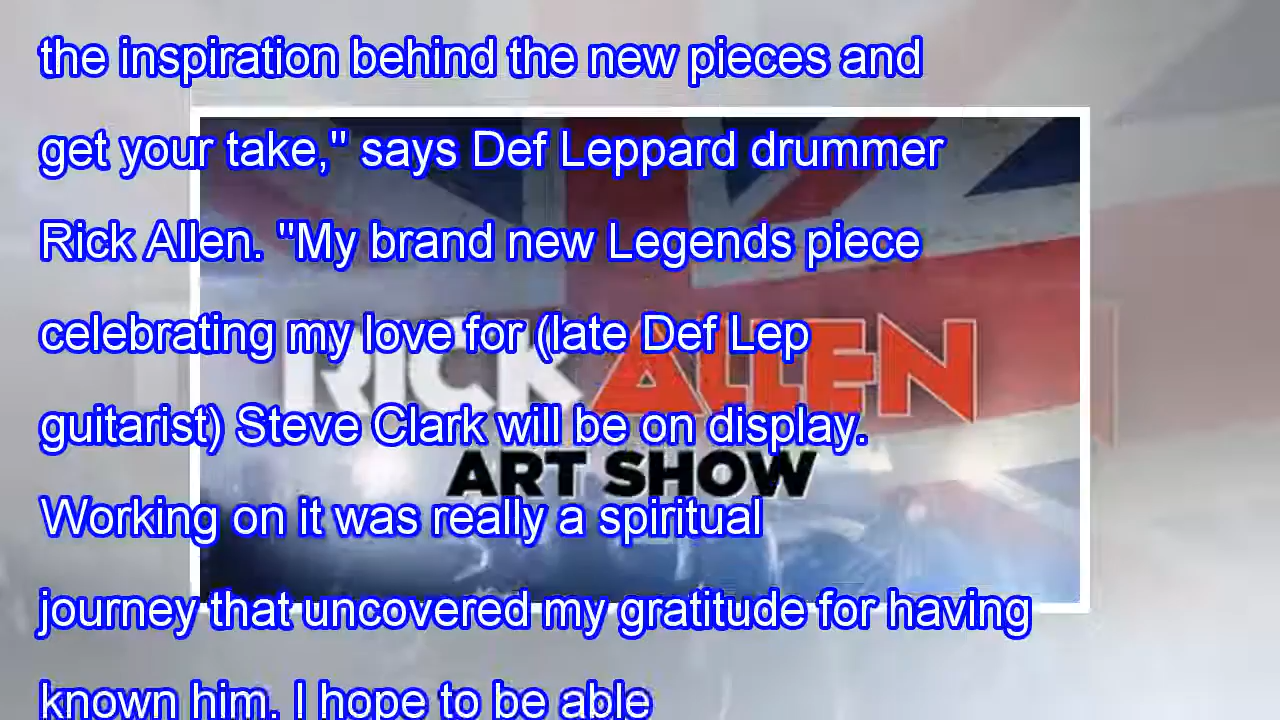 the inspiration behind the new pieces and
get your take," says Def Leppard drummer
Rick Allen. "My brand new Legends piece
celebrating my love for (late Def Lep
RICK ALLEN
guitarist) Steve Clark will be on display.
ART SHOW
Working on it was really a spiritual
journey that uncovered my gratitude for having
known him. I hope to be able